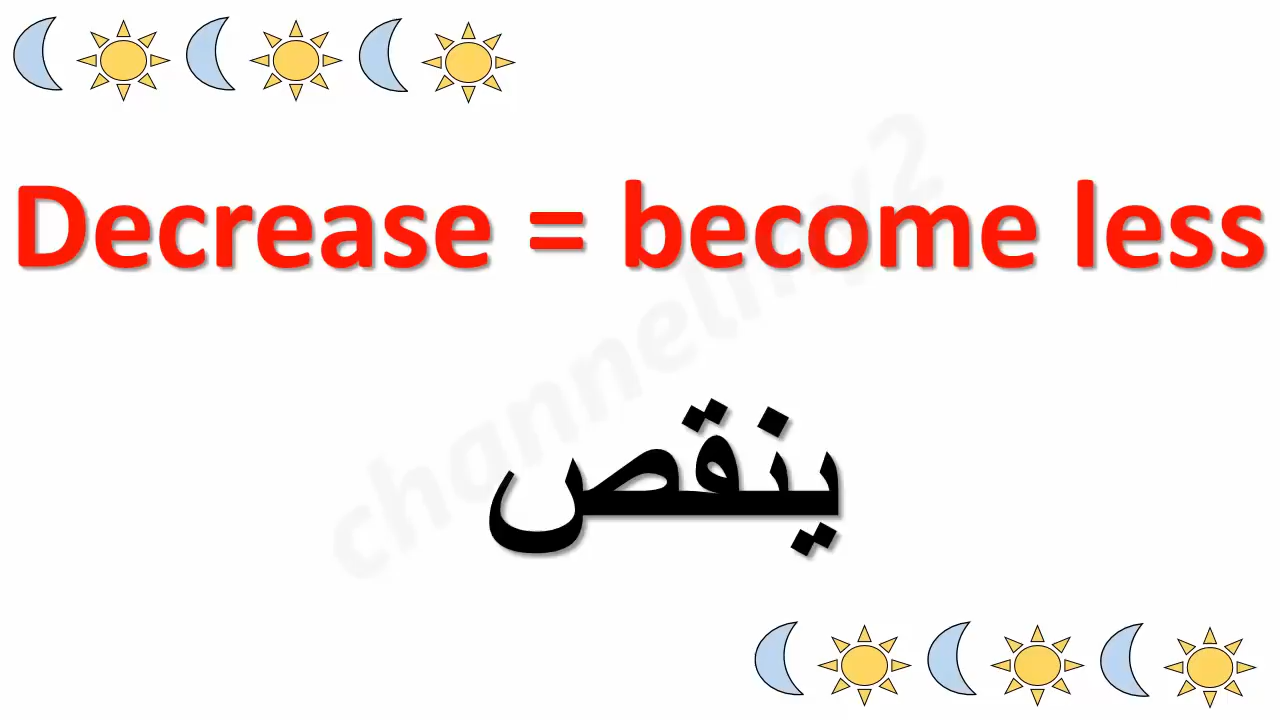 Decrease = become less
ينقص